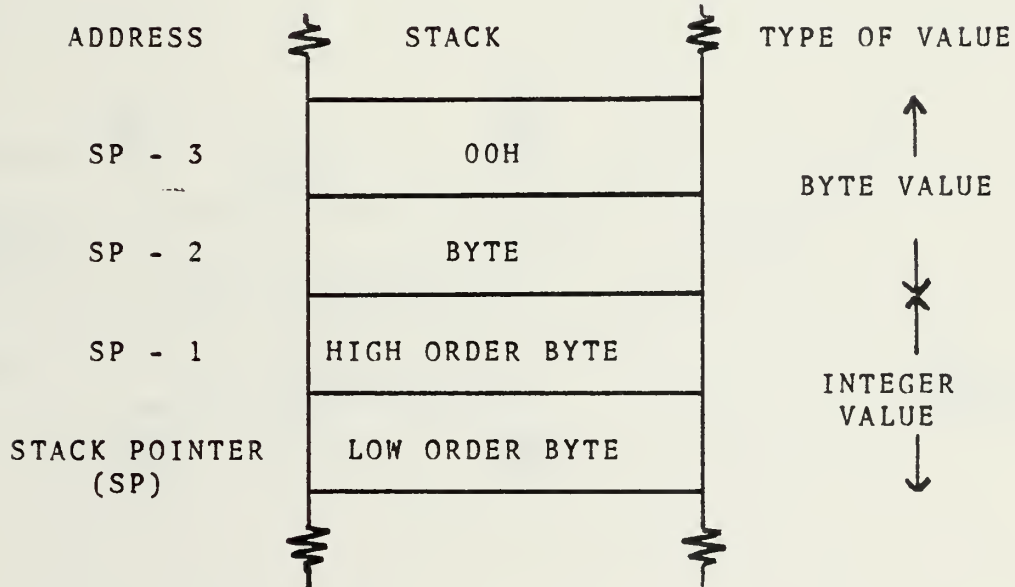 ADDRESS STACK TYPE OF VALUE
SP - 3 00H
BYTE VALUE
SP - 2 BYTE
SP - 1 HIGH ORDER BYTE
INTEGER
VALUE
STACK POINTER LOW ORDER BYTE
(SP)